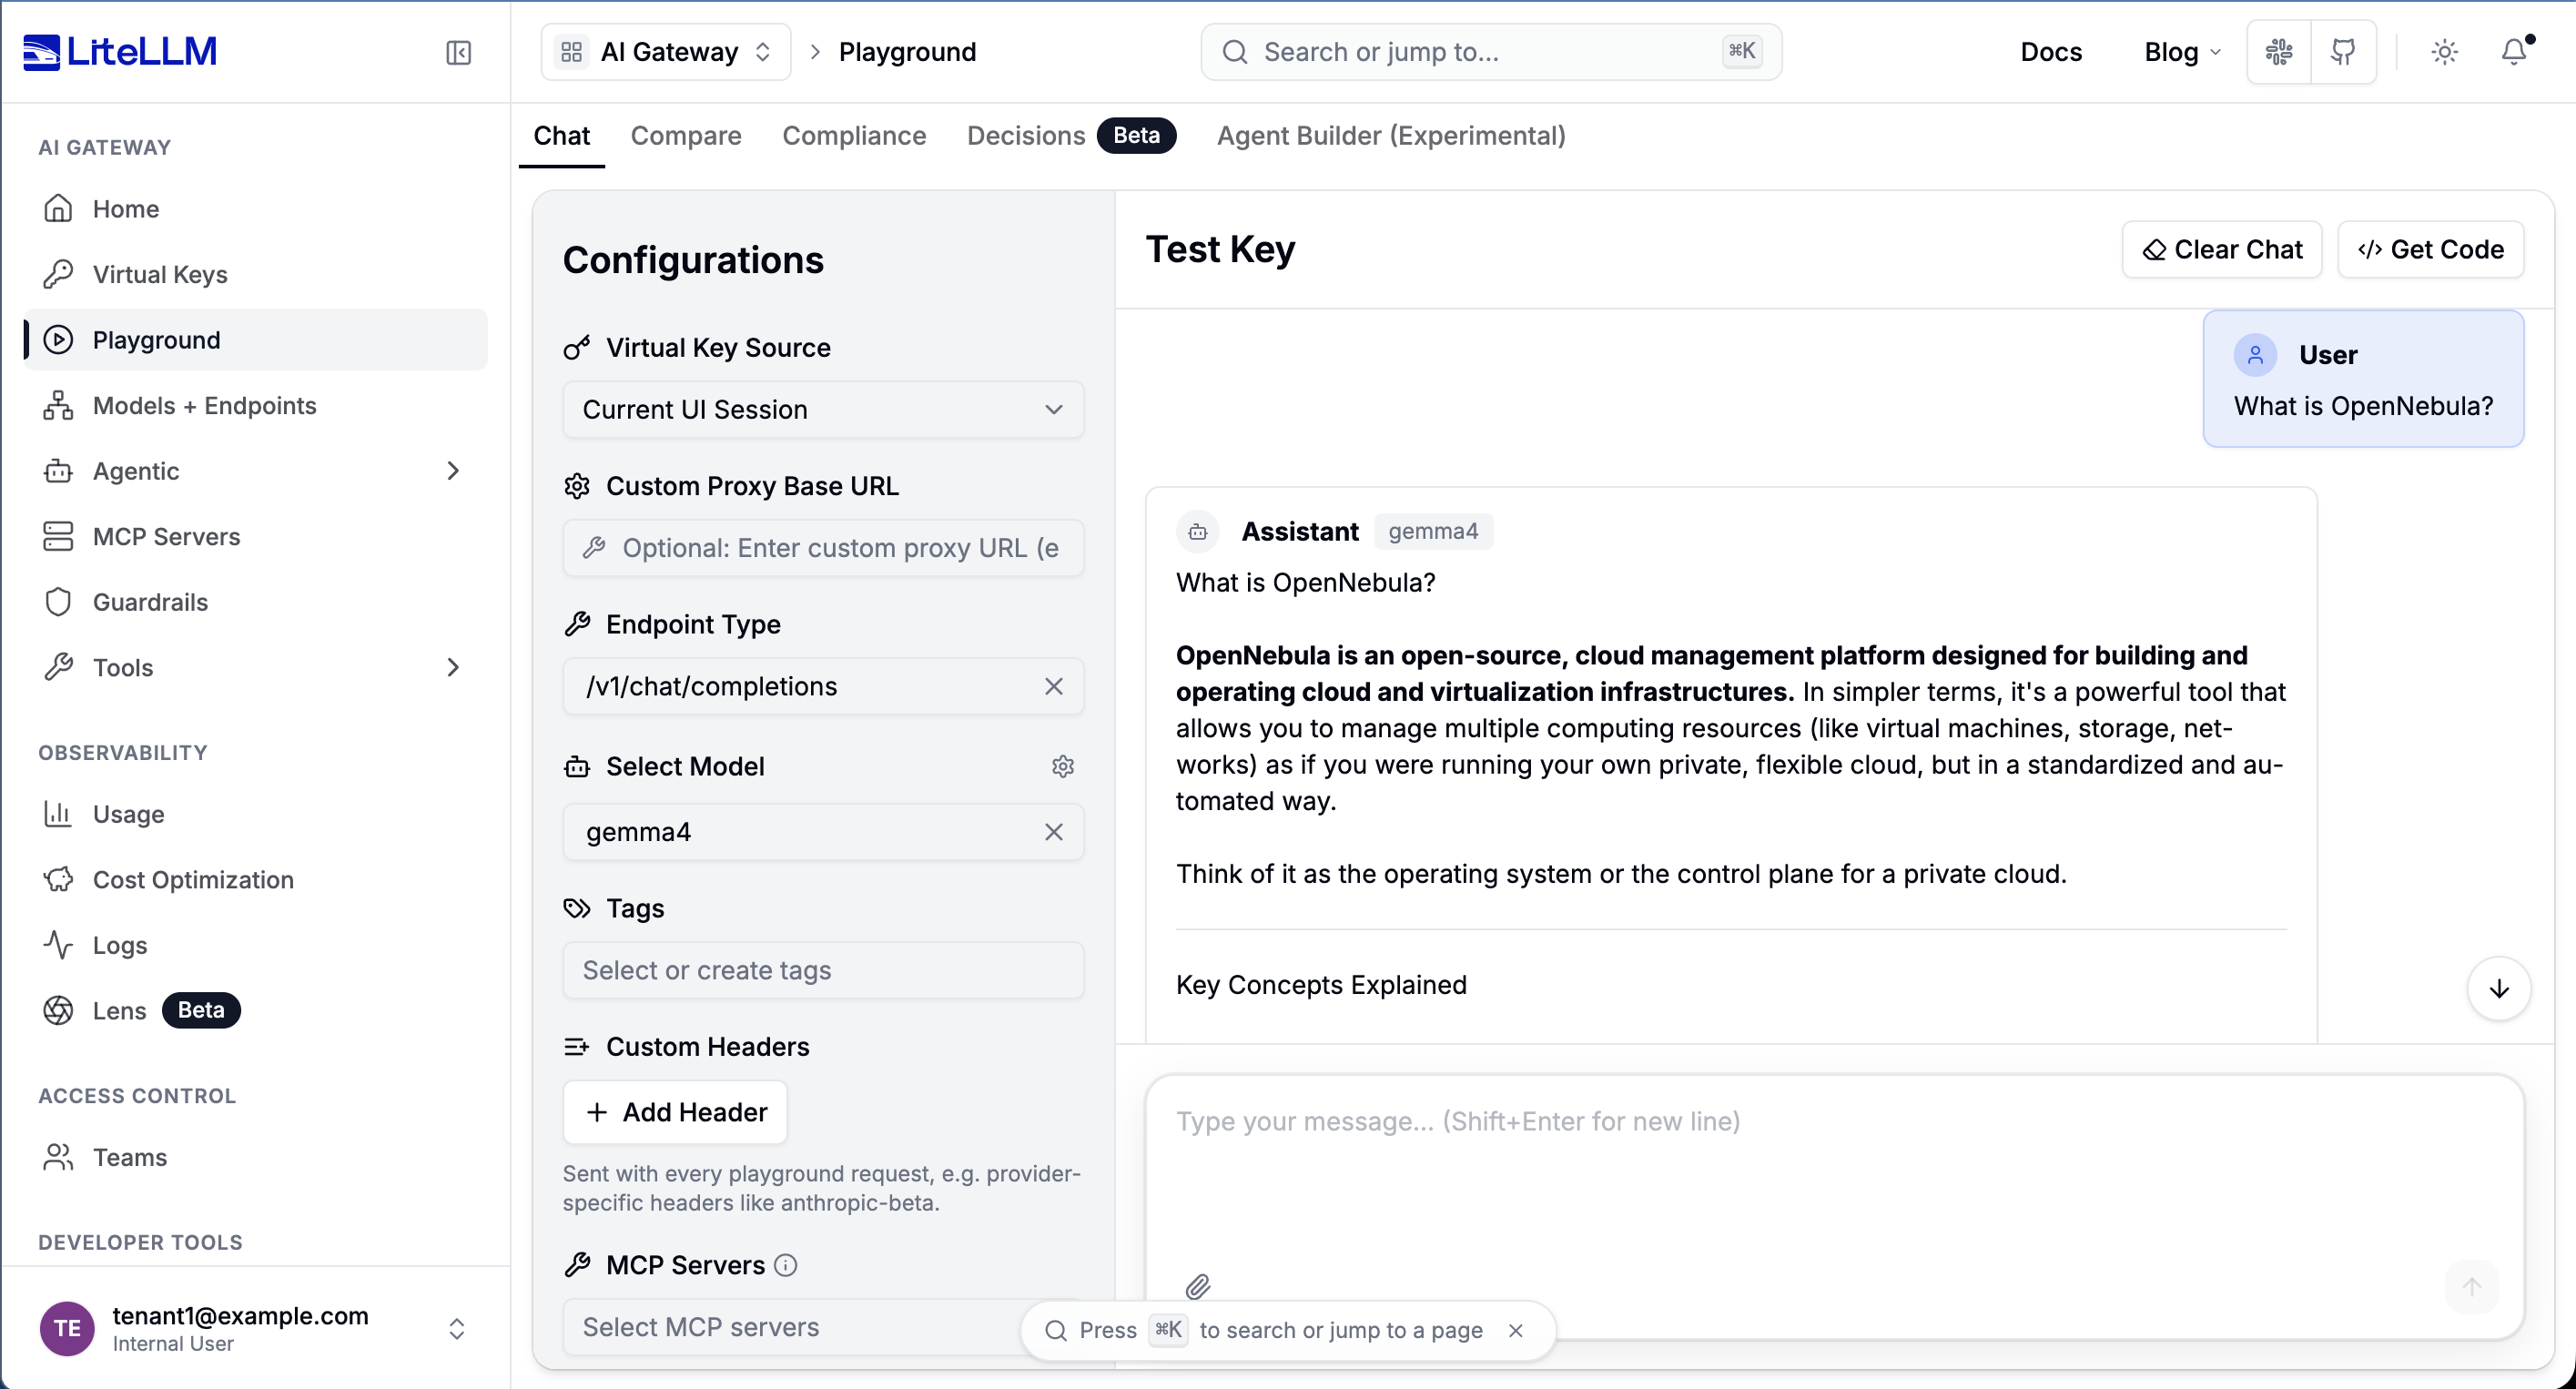 LiteLLM
AI Gateway
Playground
Search or jump to...
⌘K
Docs
Blog
AI GATEWAY
Home
Virtual Keys
Playground
Models + Endpoints
Agentic
MCP Servers
Guardrails
Tools
OBSERVABILITY
Usage
Cost Optimization
Logs
Lens Beta
ACCESS CONTROL
Teams
DEVELOPER TOOLS
TE
tenant1@example.com
Internal User
Chat
Compare
Compliance
Decisions Beta
Agent Builder (Experimental)
Configurations
Virtual Key Source
Current UI Session
Custom Proxy Base URL
Optional: Enter custom proxy URL (e
Endpoint Type
/v1/chat/completions
Select Model
gemma4
Tags
Select or create tags
Custom Headers
Add Header
Sent with every playground request, e.g. provider-
specific headers like anthropic-beta.
MCP Servers
Select MCP servers
Test Key
Clear Chat
Get Code
User
What is OpenNebula?
Assistant gemma4
What is OpenNebula?
OpenNebula is an open-source, cloud management platform designed for building and
operating cloud and virtualization infrastructures. In simpler terms, it's a powerful tool that
allows you to manage multiple computing resources (like virtual machines, storage, net-
works) as if you were running your own private, flexible cloud, but in a standardized and au-
tomated way.
Think of it as the operating system or the control plane for a private cloud.
Key Concepts Explained
Type your message... (Shift+Enter for new line)
Press ⌘K to search or jump to a page